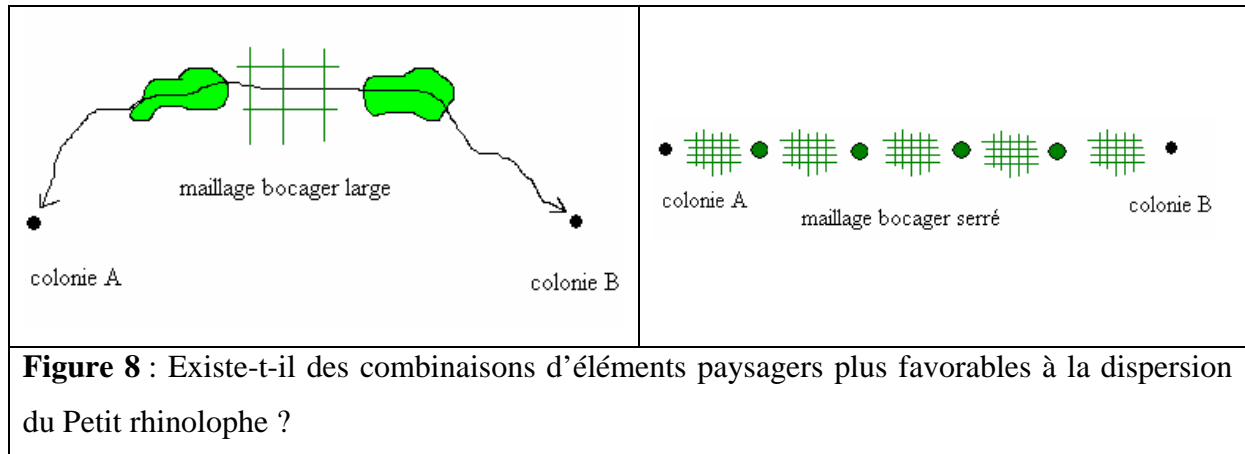 maillage bocager large
colonie A
colonie B
colonie A
colonie B
maillage bocager serré
Figure 8 : Existe-t-il des combinaisons d’éléments paysagers plus favorables à la dispersion
du Petit rhinolophe ?